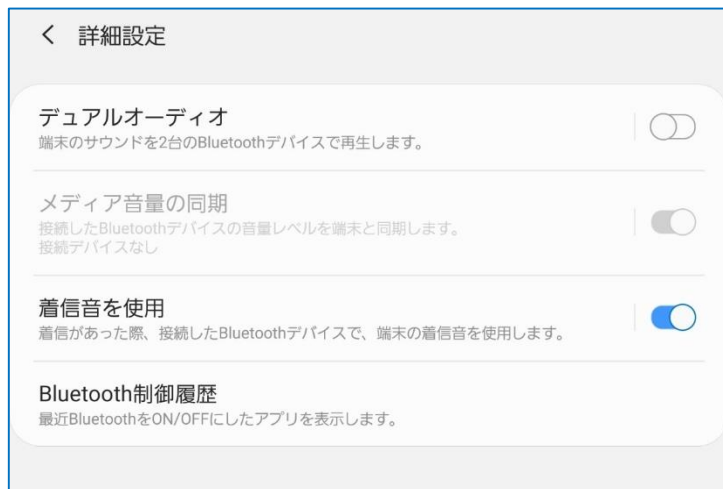 詳細設定
デュアルオーディオ
端末のサウンドを2台のBluetoothデバイスで再生します。
メディア音量の同期
接続したBluetoothデバイスの音量レベルを端末と同期します。
接続デバイスなし
着信音を使用
着信があった際、接続したBluetoothデバイスで、端末の着信音を使用します。
Bluetooth制御履歴
最近BluetoothをON/OFFにしたアプリを表示します。